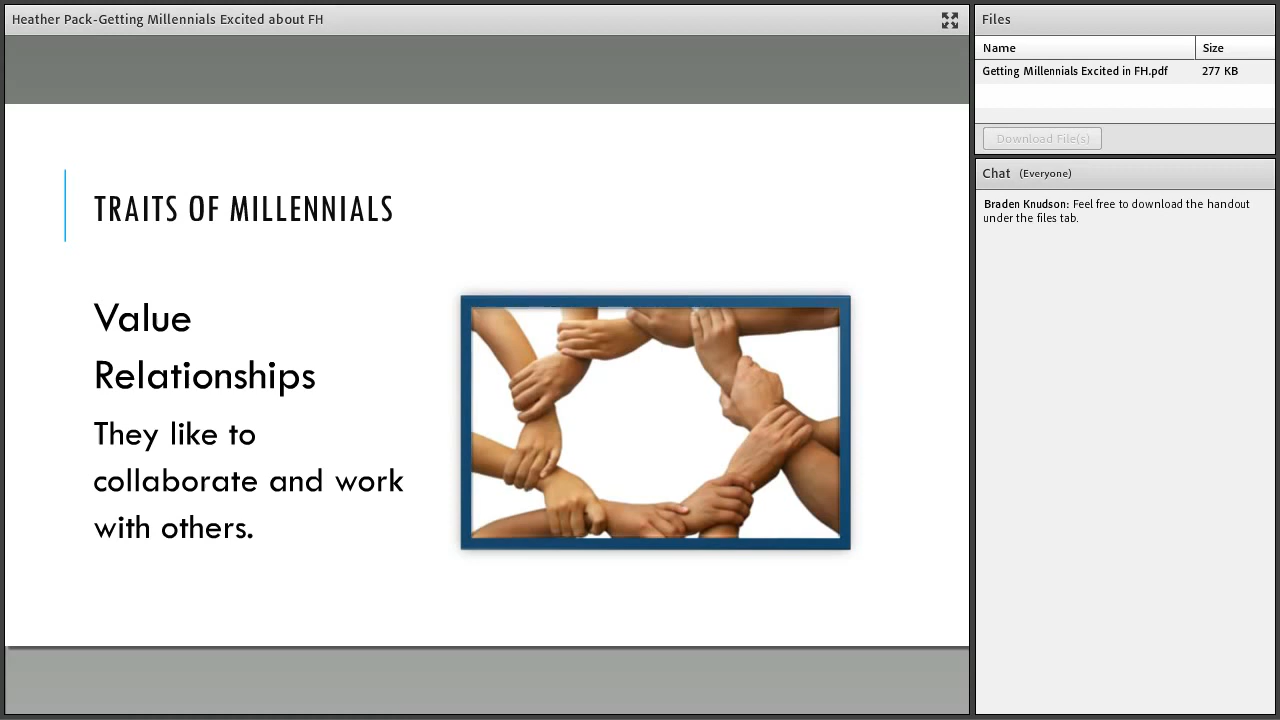 Heather Pack-Getting Millennials Excited about FH
TRAITS OF MILLENNIALS
Value
Relationships
They like to
collaborate and work
with others.
Files
Name Size
Getting Millennials Excited in FH.pdf 277 KB
Download File(s)
Chat (Everyone)
Braden Knudson: Feel free to download the handout
under the files tab.